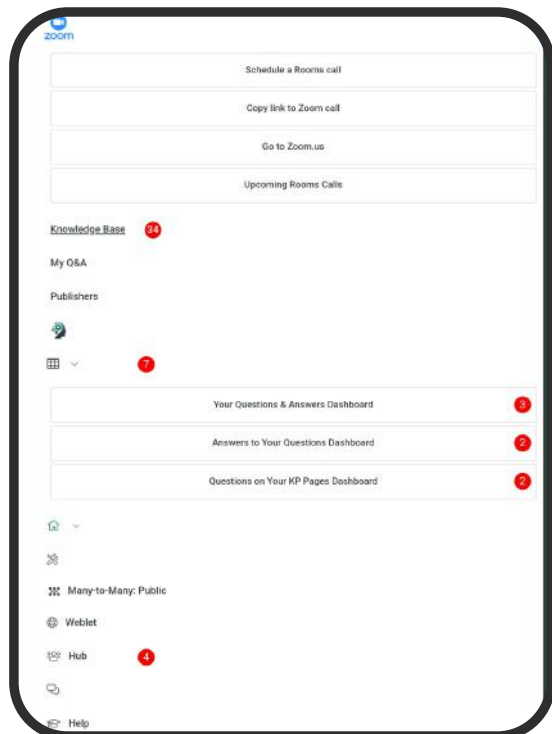 zoom
Schedule a Rooms call
Copy link to Zoom call
Go to Zoom.us
Upcoming Rooms Calls
Knowledge Base 34
My Q&A
Publishers
7
Your Questions & Answers Dashboard 3
Answers to Your Questions Dashboard 2
Questions on Your KP Pages Dashboard 2
Many-to-Many: Public
Weblet
Hub 4
Help